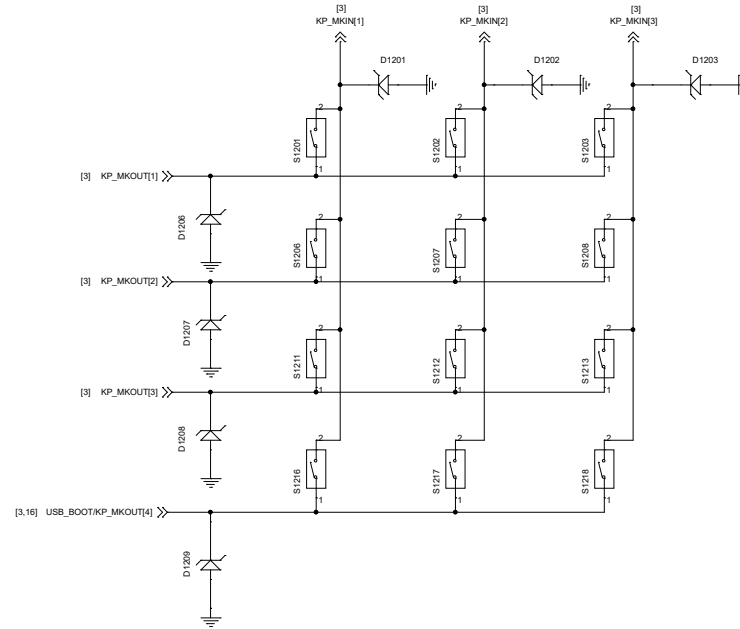 [3]
KP_MKIN[1]
[3]
KP_MKIN[2]
[3]
KP_MKIN[3]
D1201
D1202
D1203
2
2
2
S1201
S1202
S1203
1
1
1
[3] KP_MKOUT[1]
D1206
2
2
2
S1206
S1207
S1208
1
1
1
[3] KP_MKOUT[2]
D1207
2
2
2
S1211
S1212
S1213
1
1
1
[3] KP_MKOUT[3]
D1208
2
2
2
S1216
S1217
S1218
1
1
1
[3,16] USB_BOOT/KP_MKOUT[4]
D1209